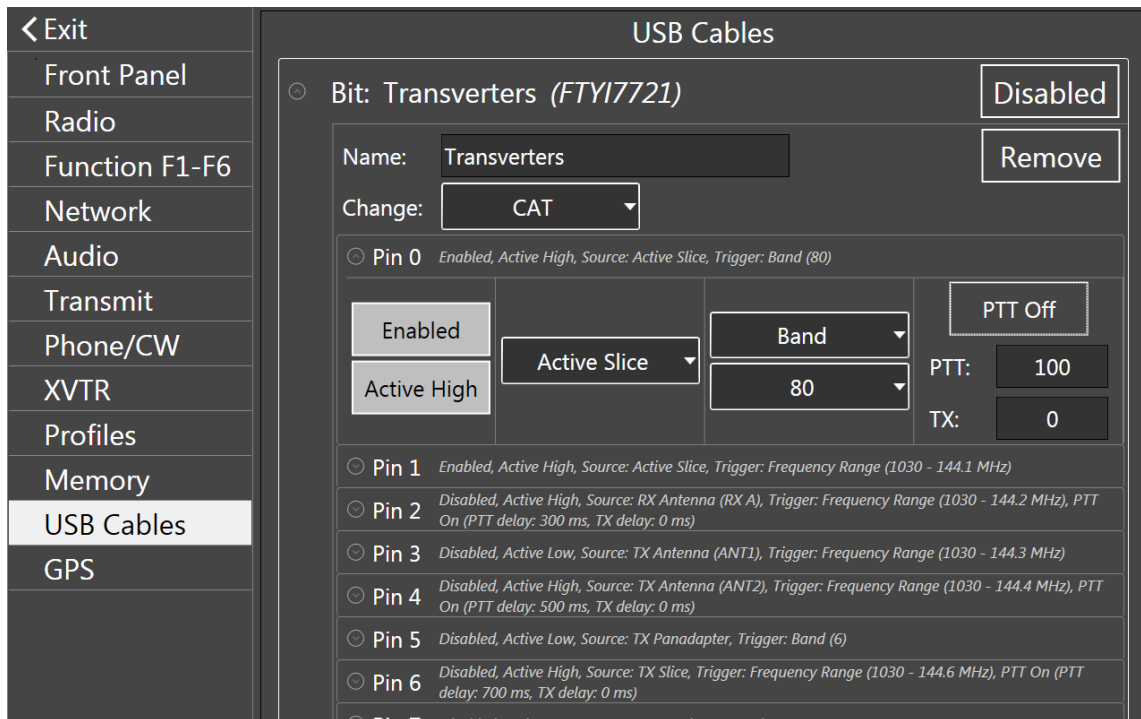 Exit
Front Panel
Radio
Function F1-F6
Network
Audio
Transmit
Phone/CW
XVTR
Profiles
Memory
USB Cables
GPS
USB Cables
Bit: Transverters (FTYI7721)
Disabled
Name: Transverters
Remove
Change: CAT
Pin 0 Enabled, Active High, Source: Active Slice, Trigger: Band (80)
Enabled
Active High
Active Slice
Band
80
PTT Off
PTT: 100
TX: 0
Pin 1 Enabled, Active High, Source: Active Slice, Trigger: Frequency Range (1030 - 144.1 MHz)
Pin 2 Disabled, Active High, Source: RX Antenna (RX A), Trigger: Frequency Range (1030 - 144.2 MHz), PTT
On (PTT delay: 300 ms, TX delay: 0 ms)
Pin 3 Disabled, Active Low, Source: TX Antenna (ANT1), Trigger: Frequency Range (1030 - 144.3 MHz)
Pin 4 Disabled, Active High, Source: TX Antenna (ANT2), Trigger: Frequency Range (1030 - 144.4 MHz), PTT
On (PTT delay: 500 ms, TX delay: 0 ms)
Pin 5 Disabled, Active Low, Source: TX Panadapter, Trigger: Band (6)
Pin 6 Disabled, Active High, Source: TX Slice, Trigger: Frequency Range (1030 - 144.6 MHz), PTT On (PTT
delay: 700 ms, TX delay: 0 ms)